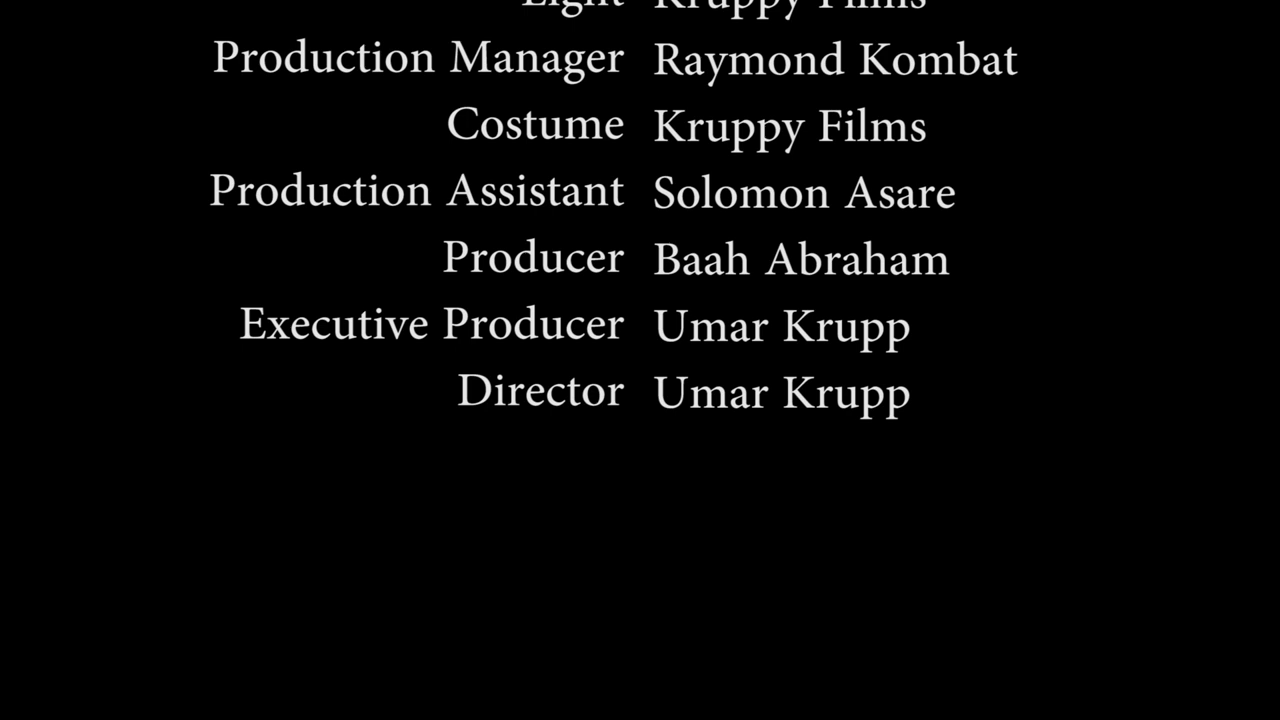 Light Kruppy Films
Production Manager Raymond Kombat
Costume Kruppy Films
Production Assistant Solomon Asare
Producer Baah Abraham
Executive Producer Umar Krupp
Director Umar Krupp